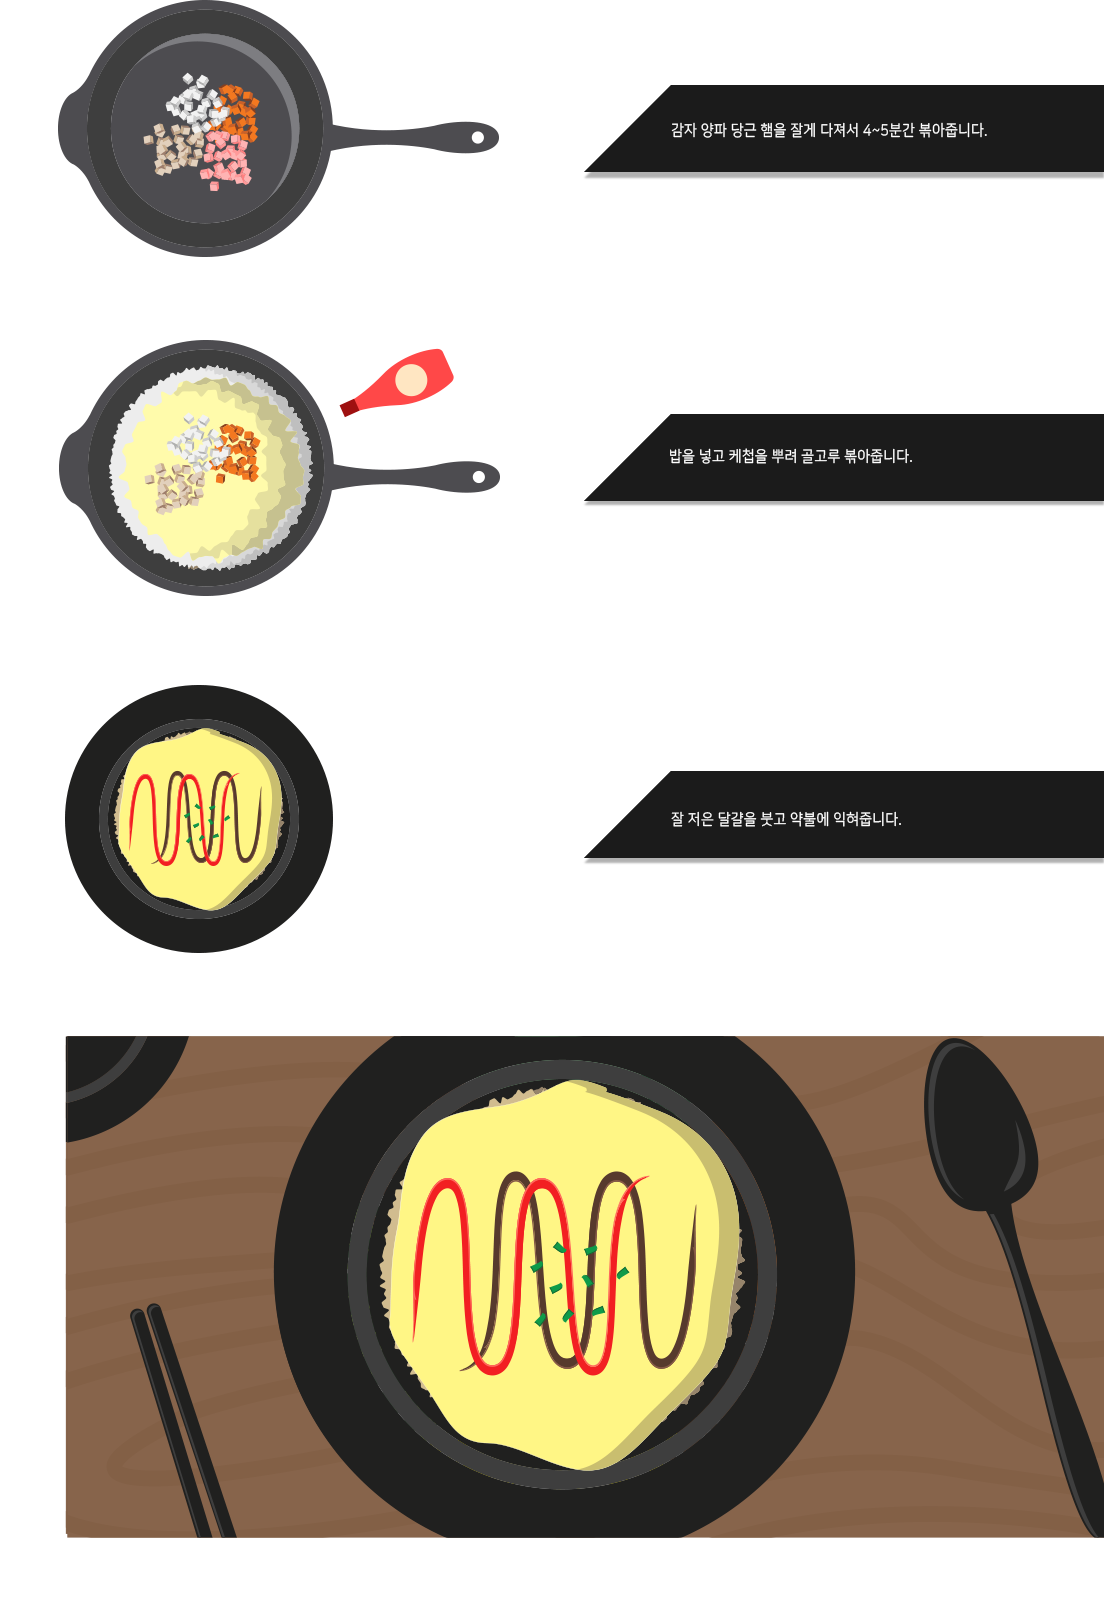 감자 양파 당근 햄을 잘게 다져서 4~5분간 볶아줍니다.
밥을 넣고 케첩을 뿌려 골고루 볶아줍니다.
잘 저은 달걀을 붓고 약불에 익혀줍니다.